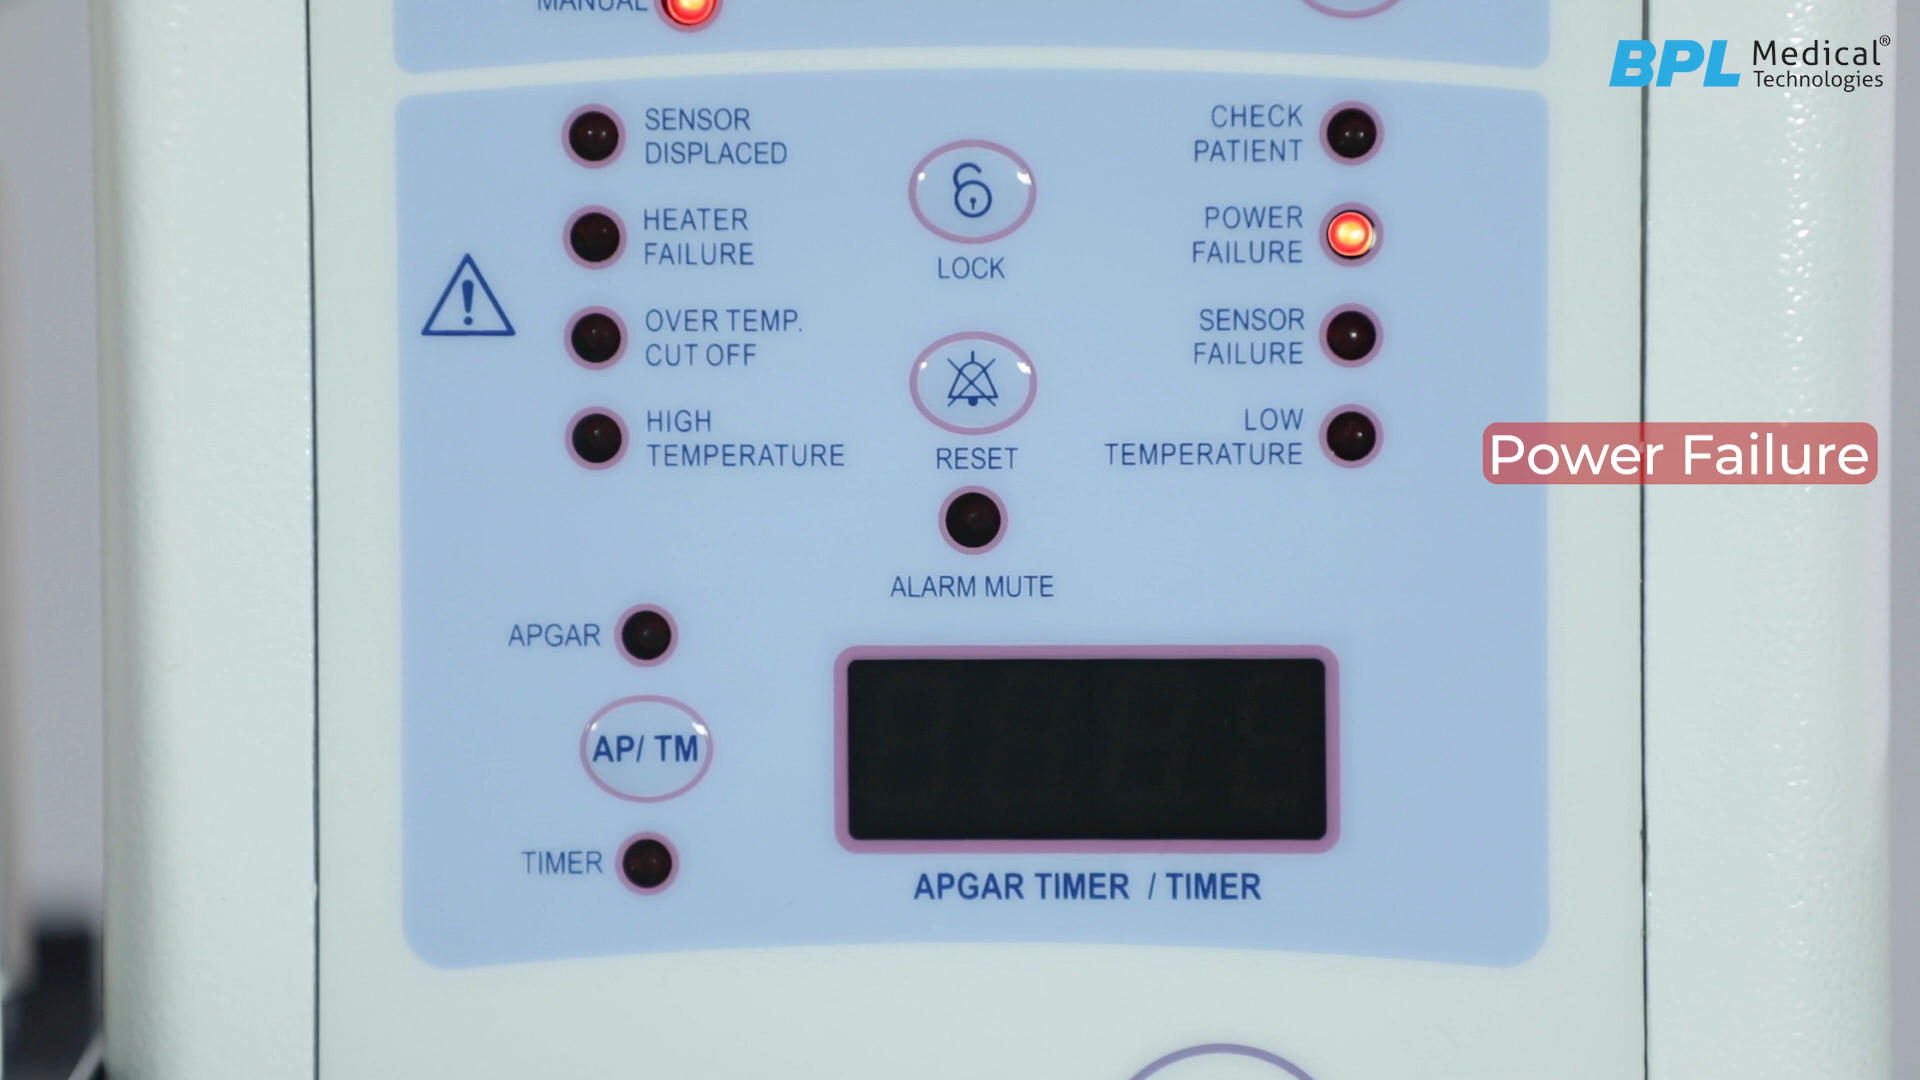 MANUAL
BPL Medical®
Technologies
SENSOR
DISPLACED
HEATER
FAILURE
OVER TEMP.
CUT OFF
HIGH
TEMPERATURE
LOCK
RESET
ALARM MUTE
CHECK
PATIENT
POWER
FAILURE
SENSOR
FAILURE
LOW
TEMPERATURE
Power Failure
APGAR
AP/ TM
TIMER
APGAR TIMER / TIMER